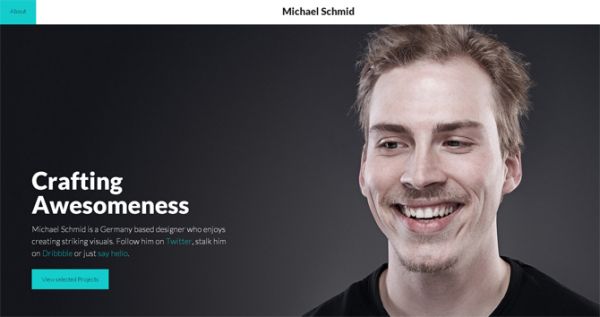 About
Michael Schmid
Crafting
Awesomeness
Michael Schmid is a Germany based designer who enjoys
creating striking visuals. Follow him on Twitter, stalk him
on Dribbble or just say hello.
View selected Projects